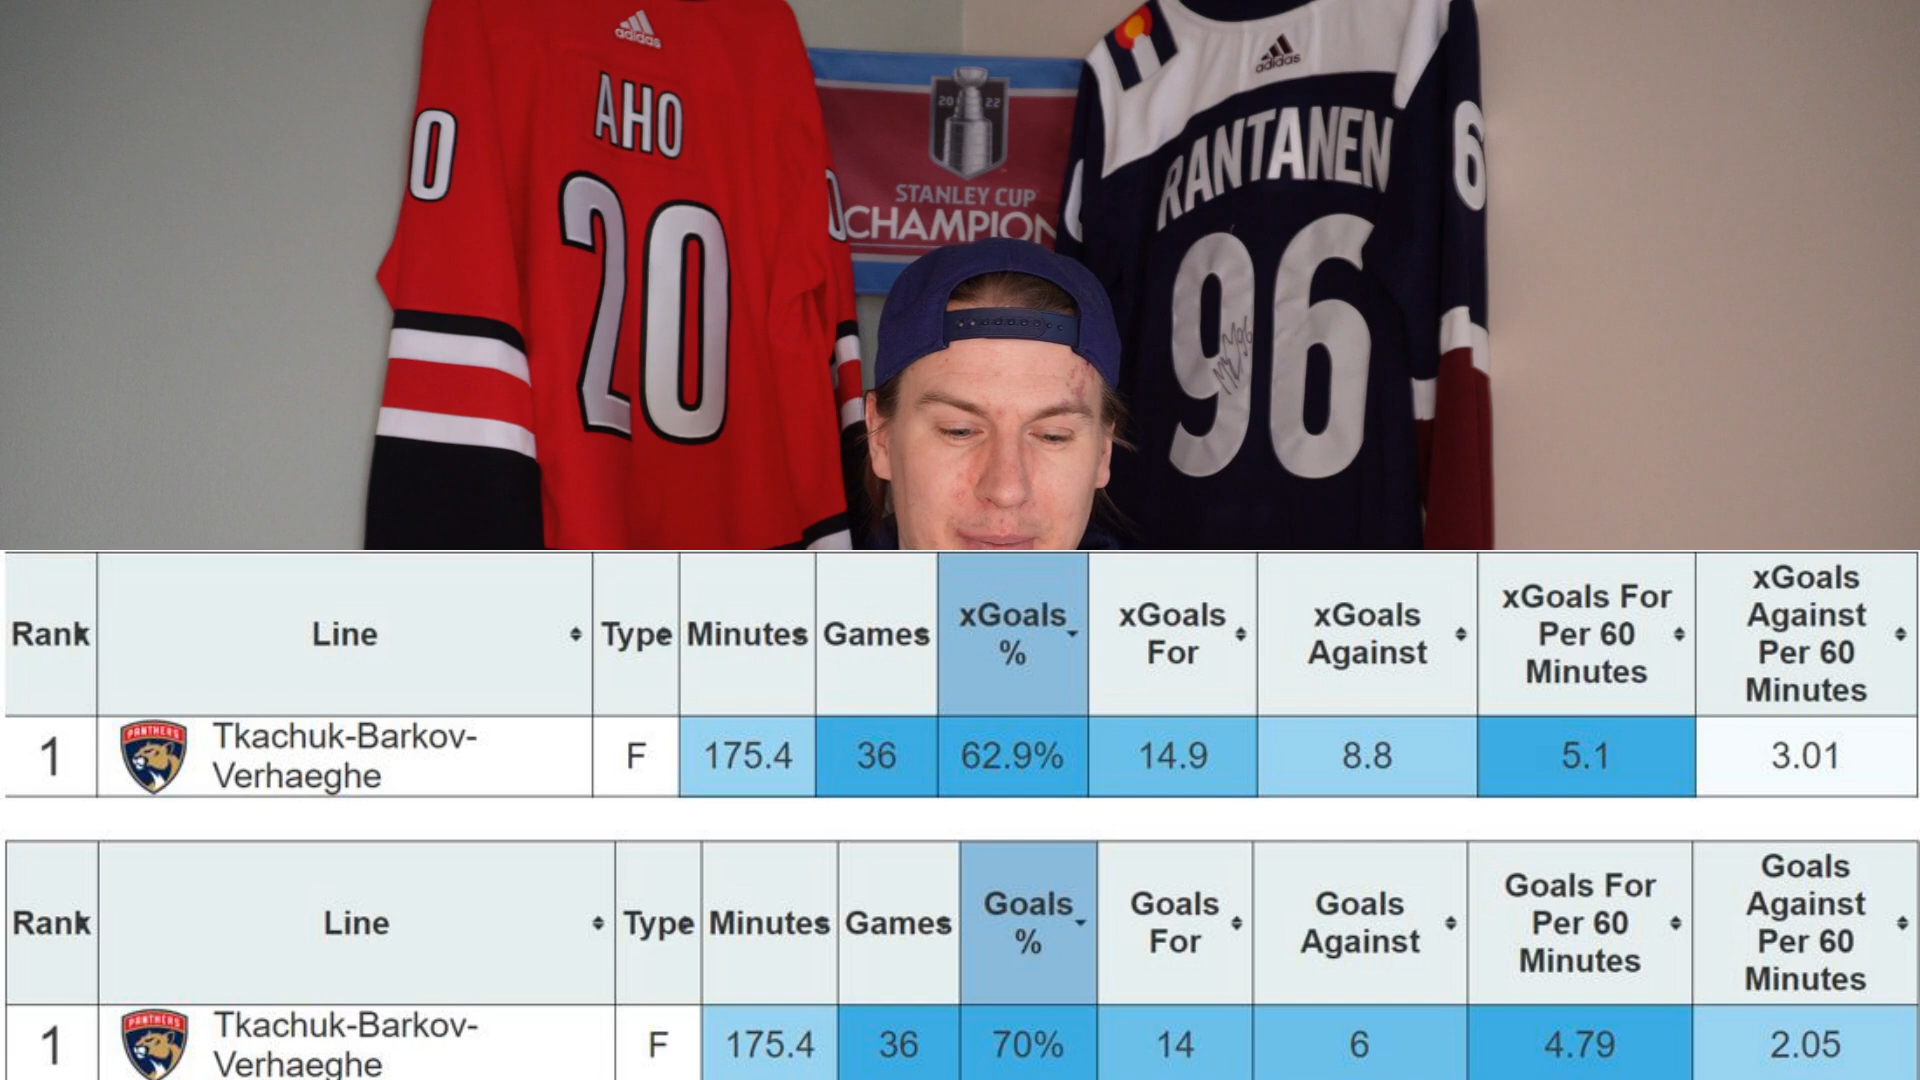 adidas
AHO
20
0
0
20 22
STANLEY CUP
CHAMPION
adidas
RANTANEN
96
6
Rank Line Type Minutes Games xGoals % xGoals For xGoals Against xGoals For Per 60 Minutes xGoals Against Per 60 Minutes
1 PANTHERS Tkachuk-Barkov-
Verhaeghe F 175.4 36 62.9% 14.9 8.8 5.1 3.01
Rank Line Type Minutes Games Goals % Goals For Goals Against Goals For Per 60 Minutes Goals Against Per 60 Minutes
1 PANTHERS Tkachuk-Barkov-
Verhaeghe F 175.4 36 70% 14 6 4.79 2.05